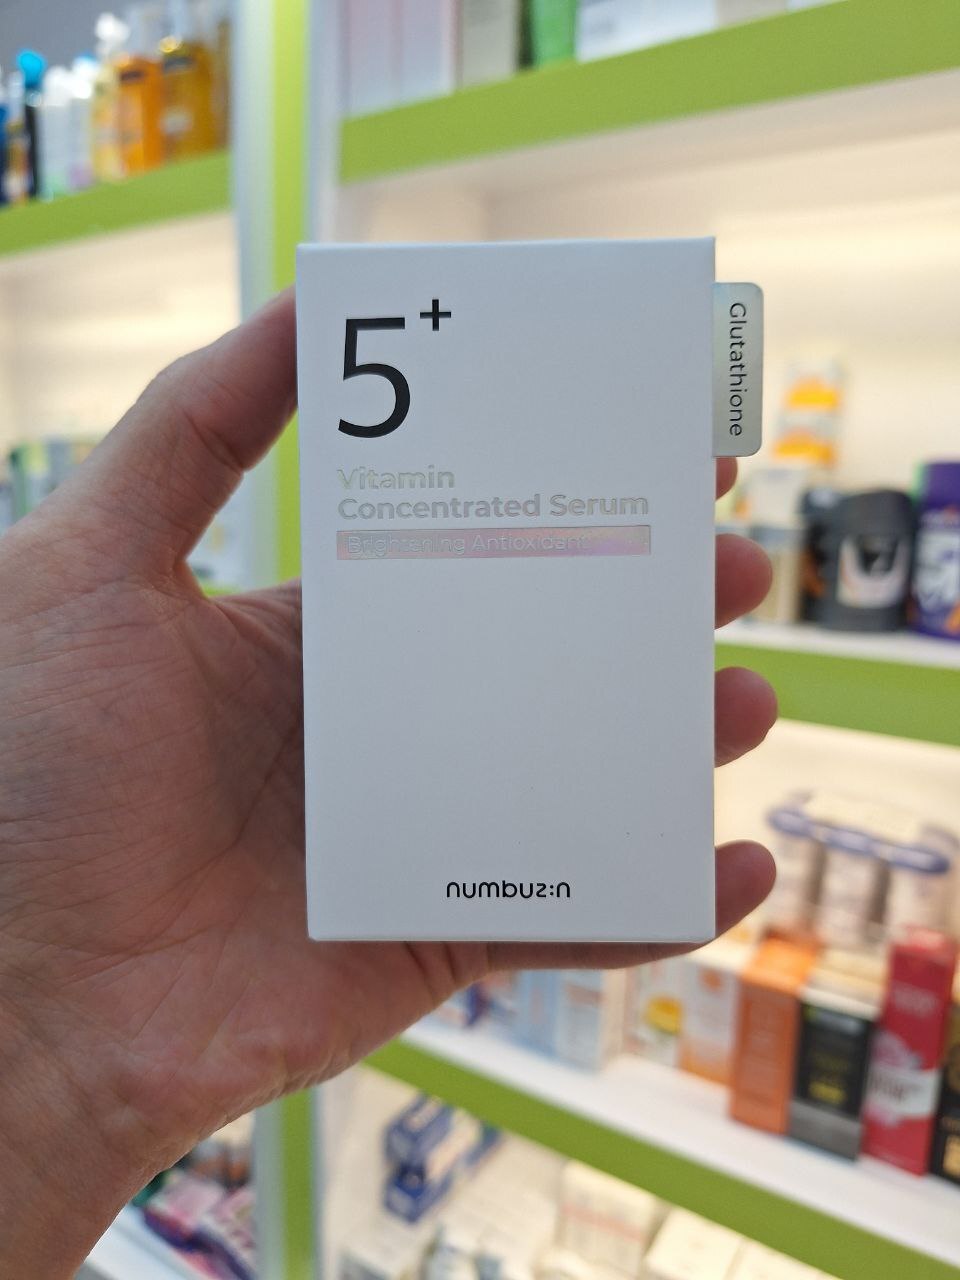 5+
Glutathione
Vitamin
Concentrated Serum
Brightening Antioxidant
numbuz:n